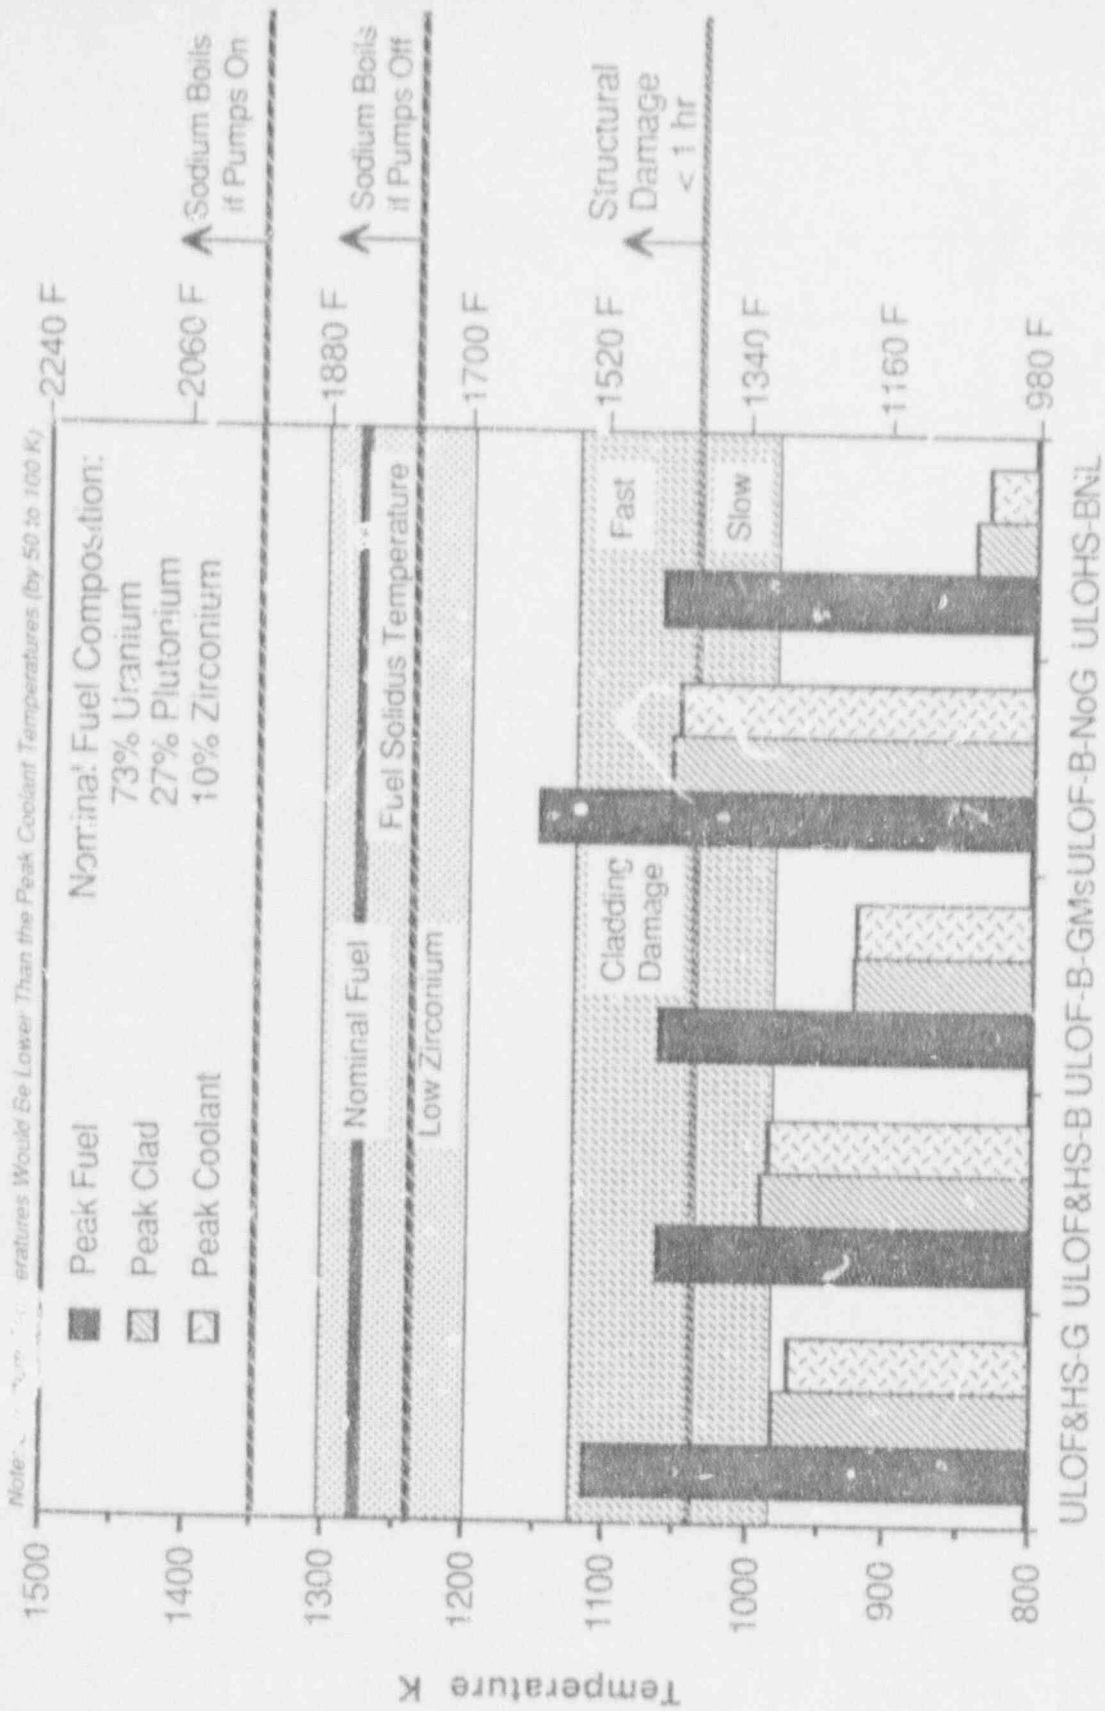 Note:
eratures Would Be Lower Than the Peak Coolant Temperatures (by 50 to 100 K)
1500
1400
1300
1200
1100
1000
900
800
Temperature K
Peak Fuel
Peak Clad
Peak Coolant
Nominal Fuel Composition:
73% Uranium
27% Plutonium
10% Zirconium
Nominal Fuel
Fuel Solidus Temperature
Low Zirconium
Cladding
Damage
Fast
Slow
2240 F
2060 F
1880 F
1700 F
1520 F
1340 F
1160 F
980 F
Sodium Boils
if Pumps On
Sodium Boils
if Pumps Off
Structural
Damage
< 1 hr
ULOF&HS-G ULOF&HS-B ULOF-B-GMsULOF-B-NoG ULOHS-BNL